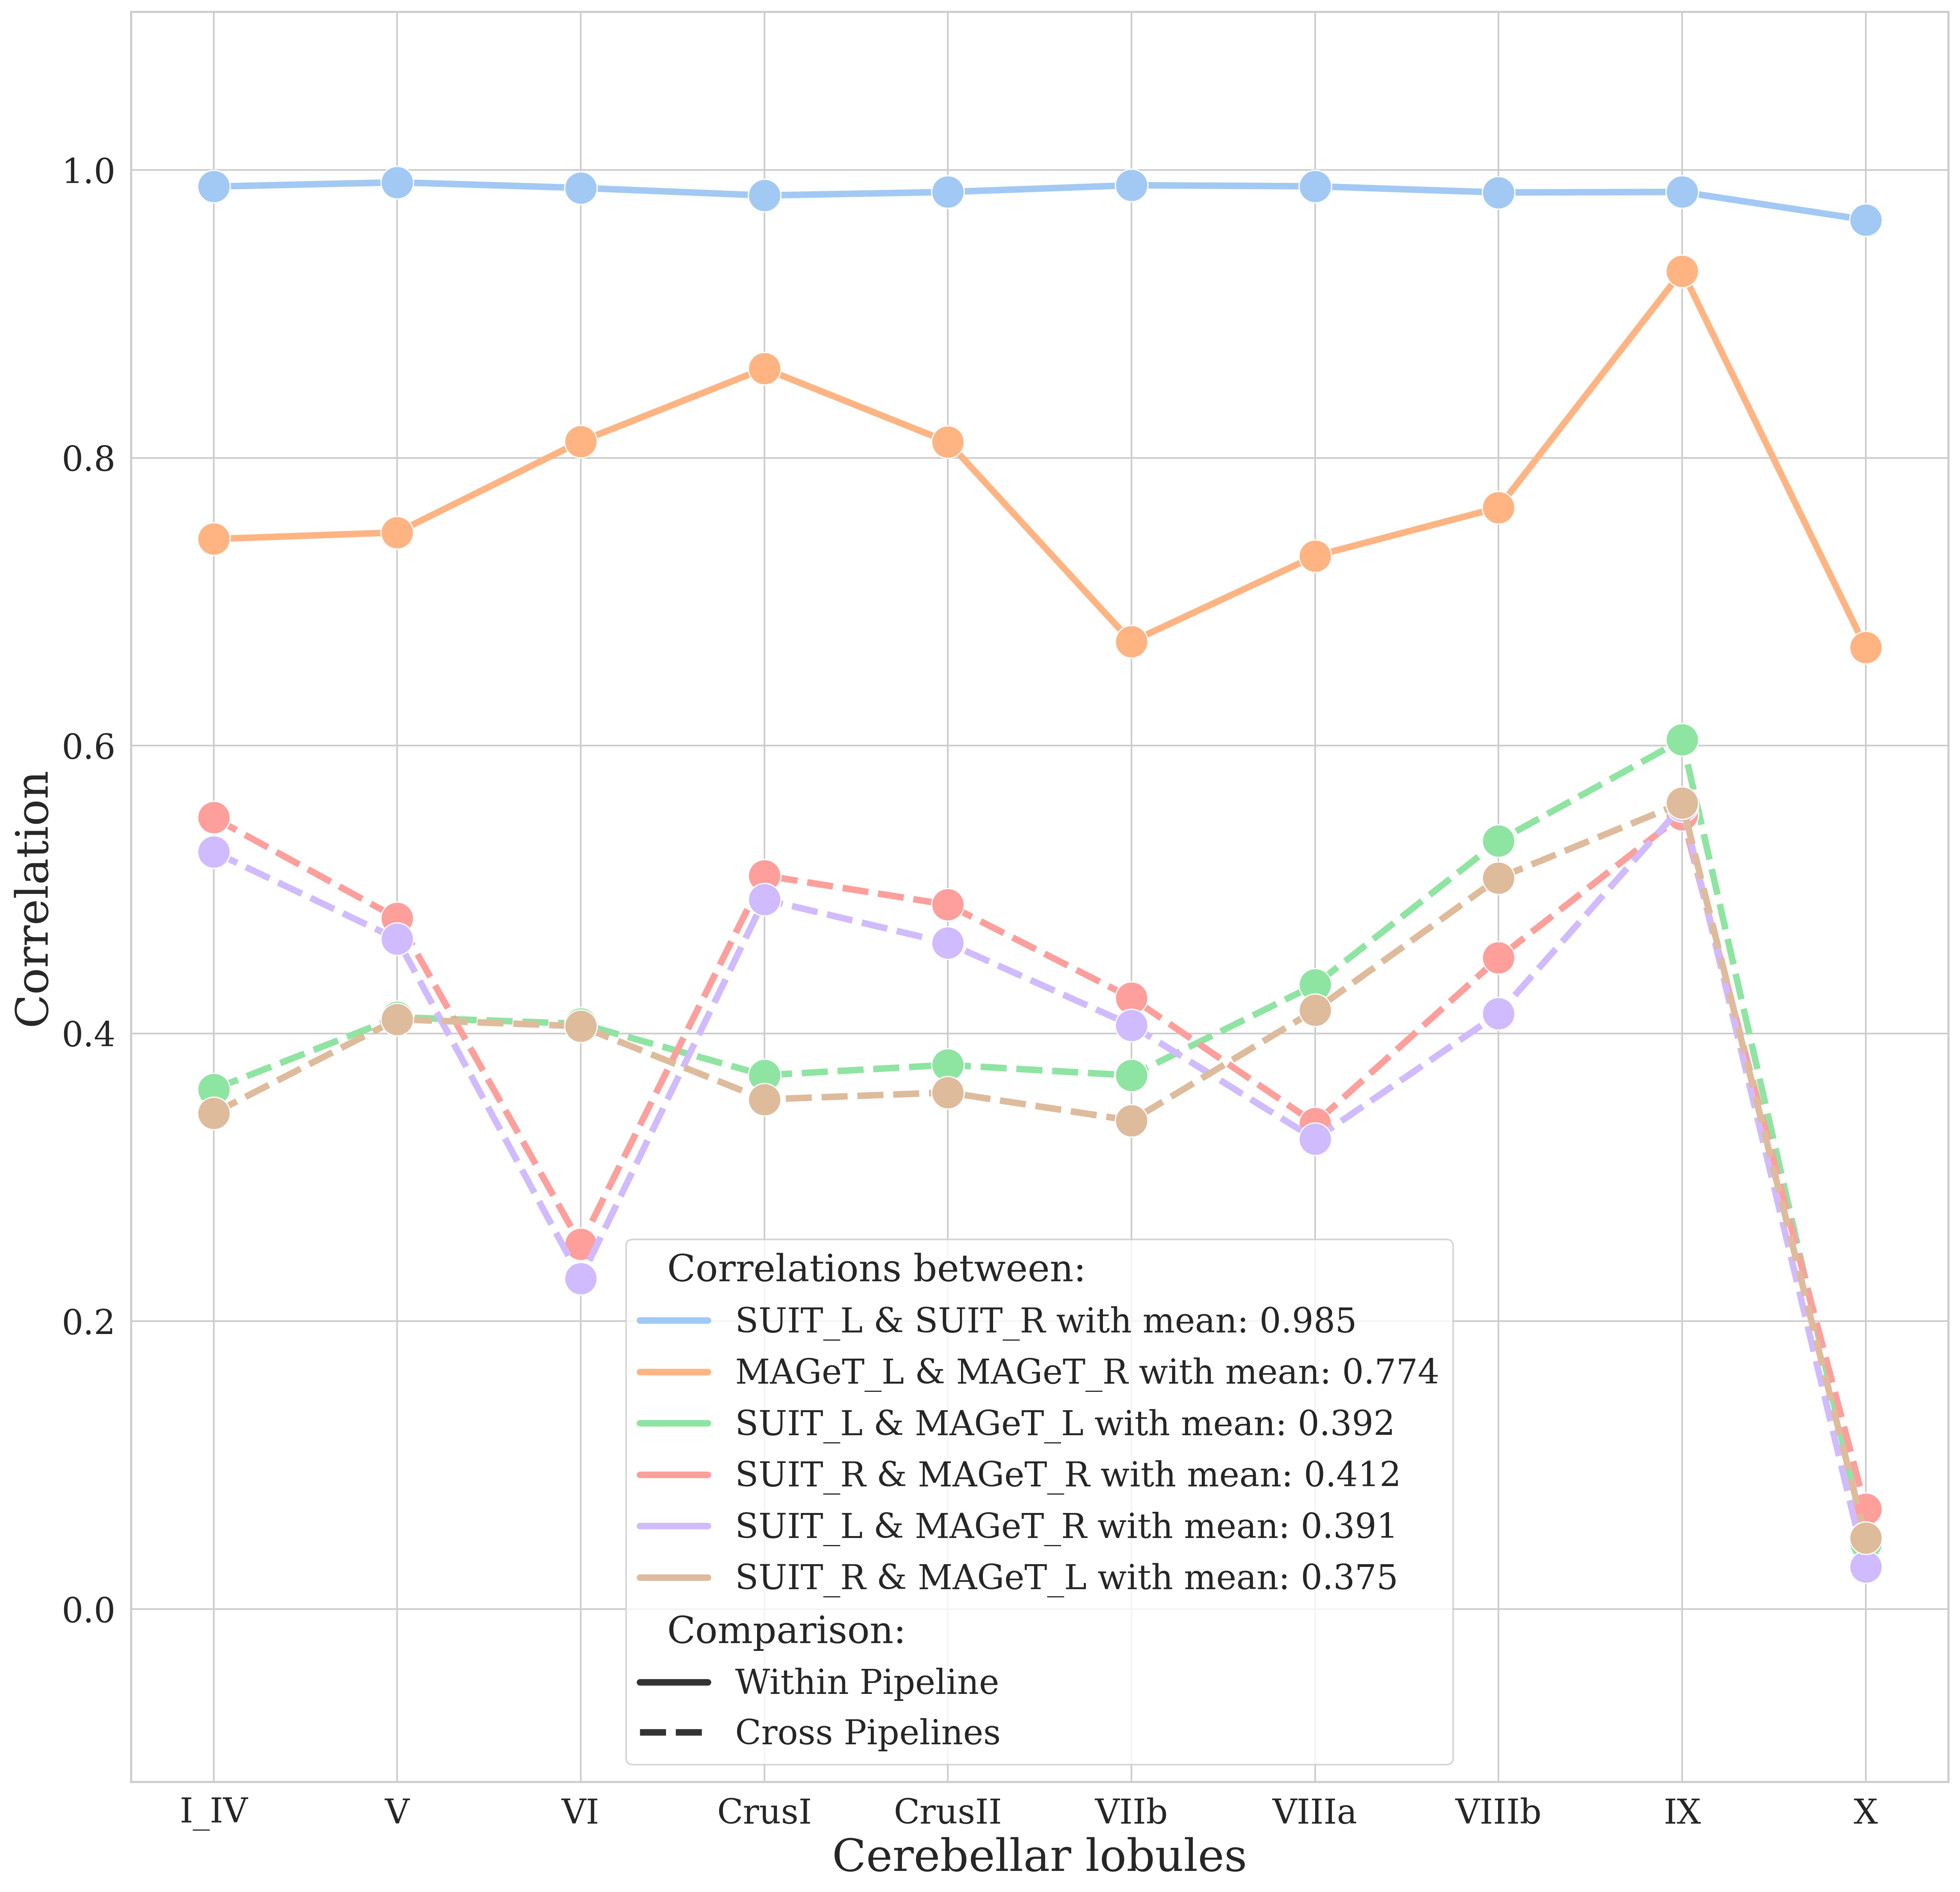 1.0
0.8
0.6
0.4
0.2
0.0
Correlation
Correlations between:
SUIT_L & SUIT_R with mean: 0.985
MAGeT_L & MAGeT_R with mean: 0.774
SUIT_L & MAGeT_L with mean: 0.392
SUIT_R & MAGeT_R with mean: 0.412
SUIT_L & MAGeT_R with mean: 0.391
SUIT_R & MAGeT_L with mean: 0.375
Comparison:
Within Pipeline
Cross Pipelines
I_IV V VI CrusI CrusII VIIb VIIIa VIIIb IX X
Cerebellar lobules